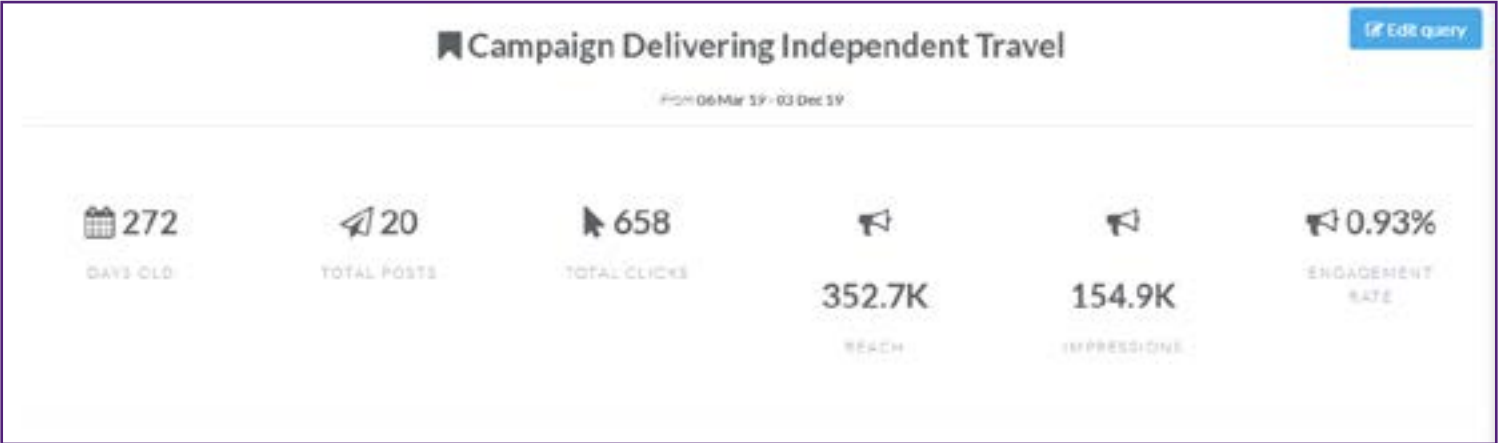 Campaign Delivering Independent Travel
Edit query
From 06 Mar 19 - 03 Dec 19
272
DAYS OLD
20
TOTAL POSTS
658
TOTAL CLICKS
352.7K
REACH
154.9K
IMPRESSIONS
0.93%
ENGAGEMENT
RATE